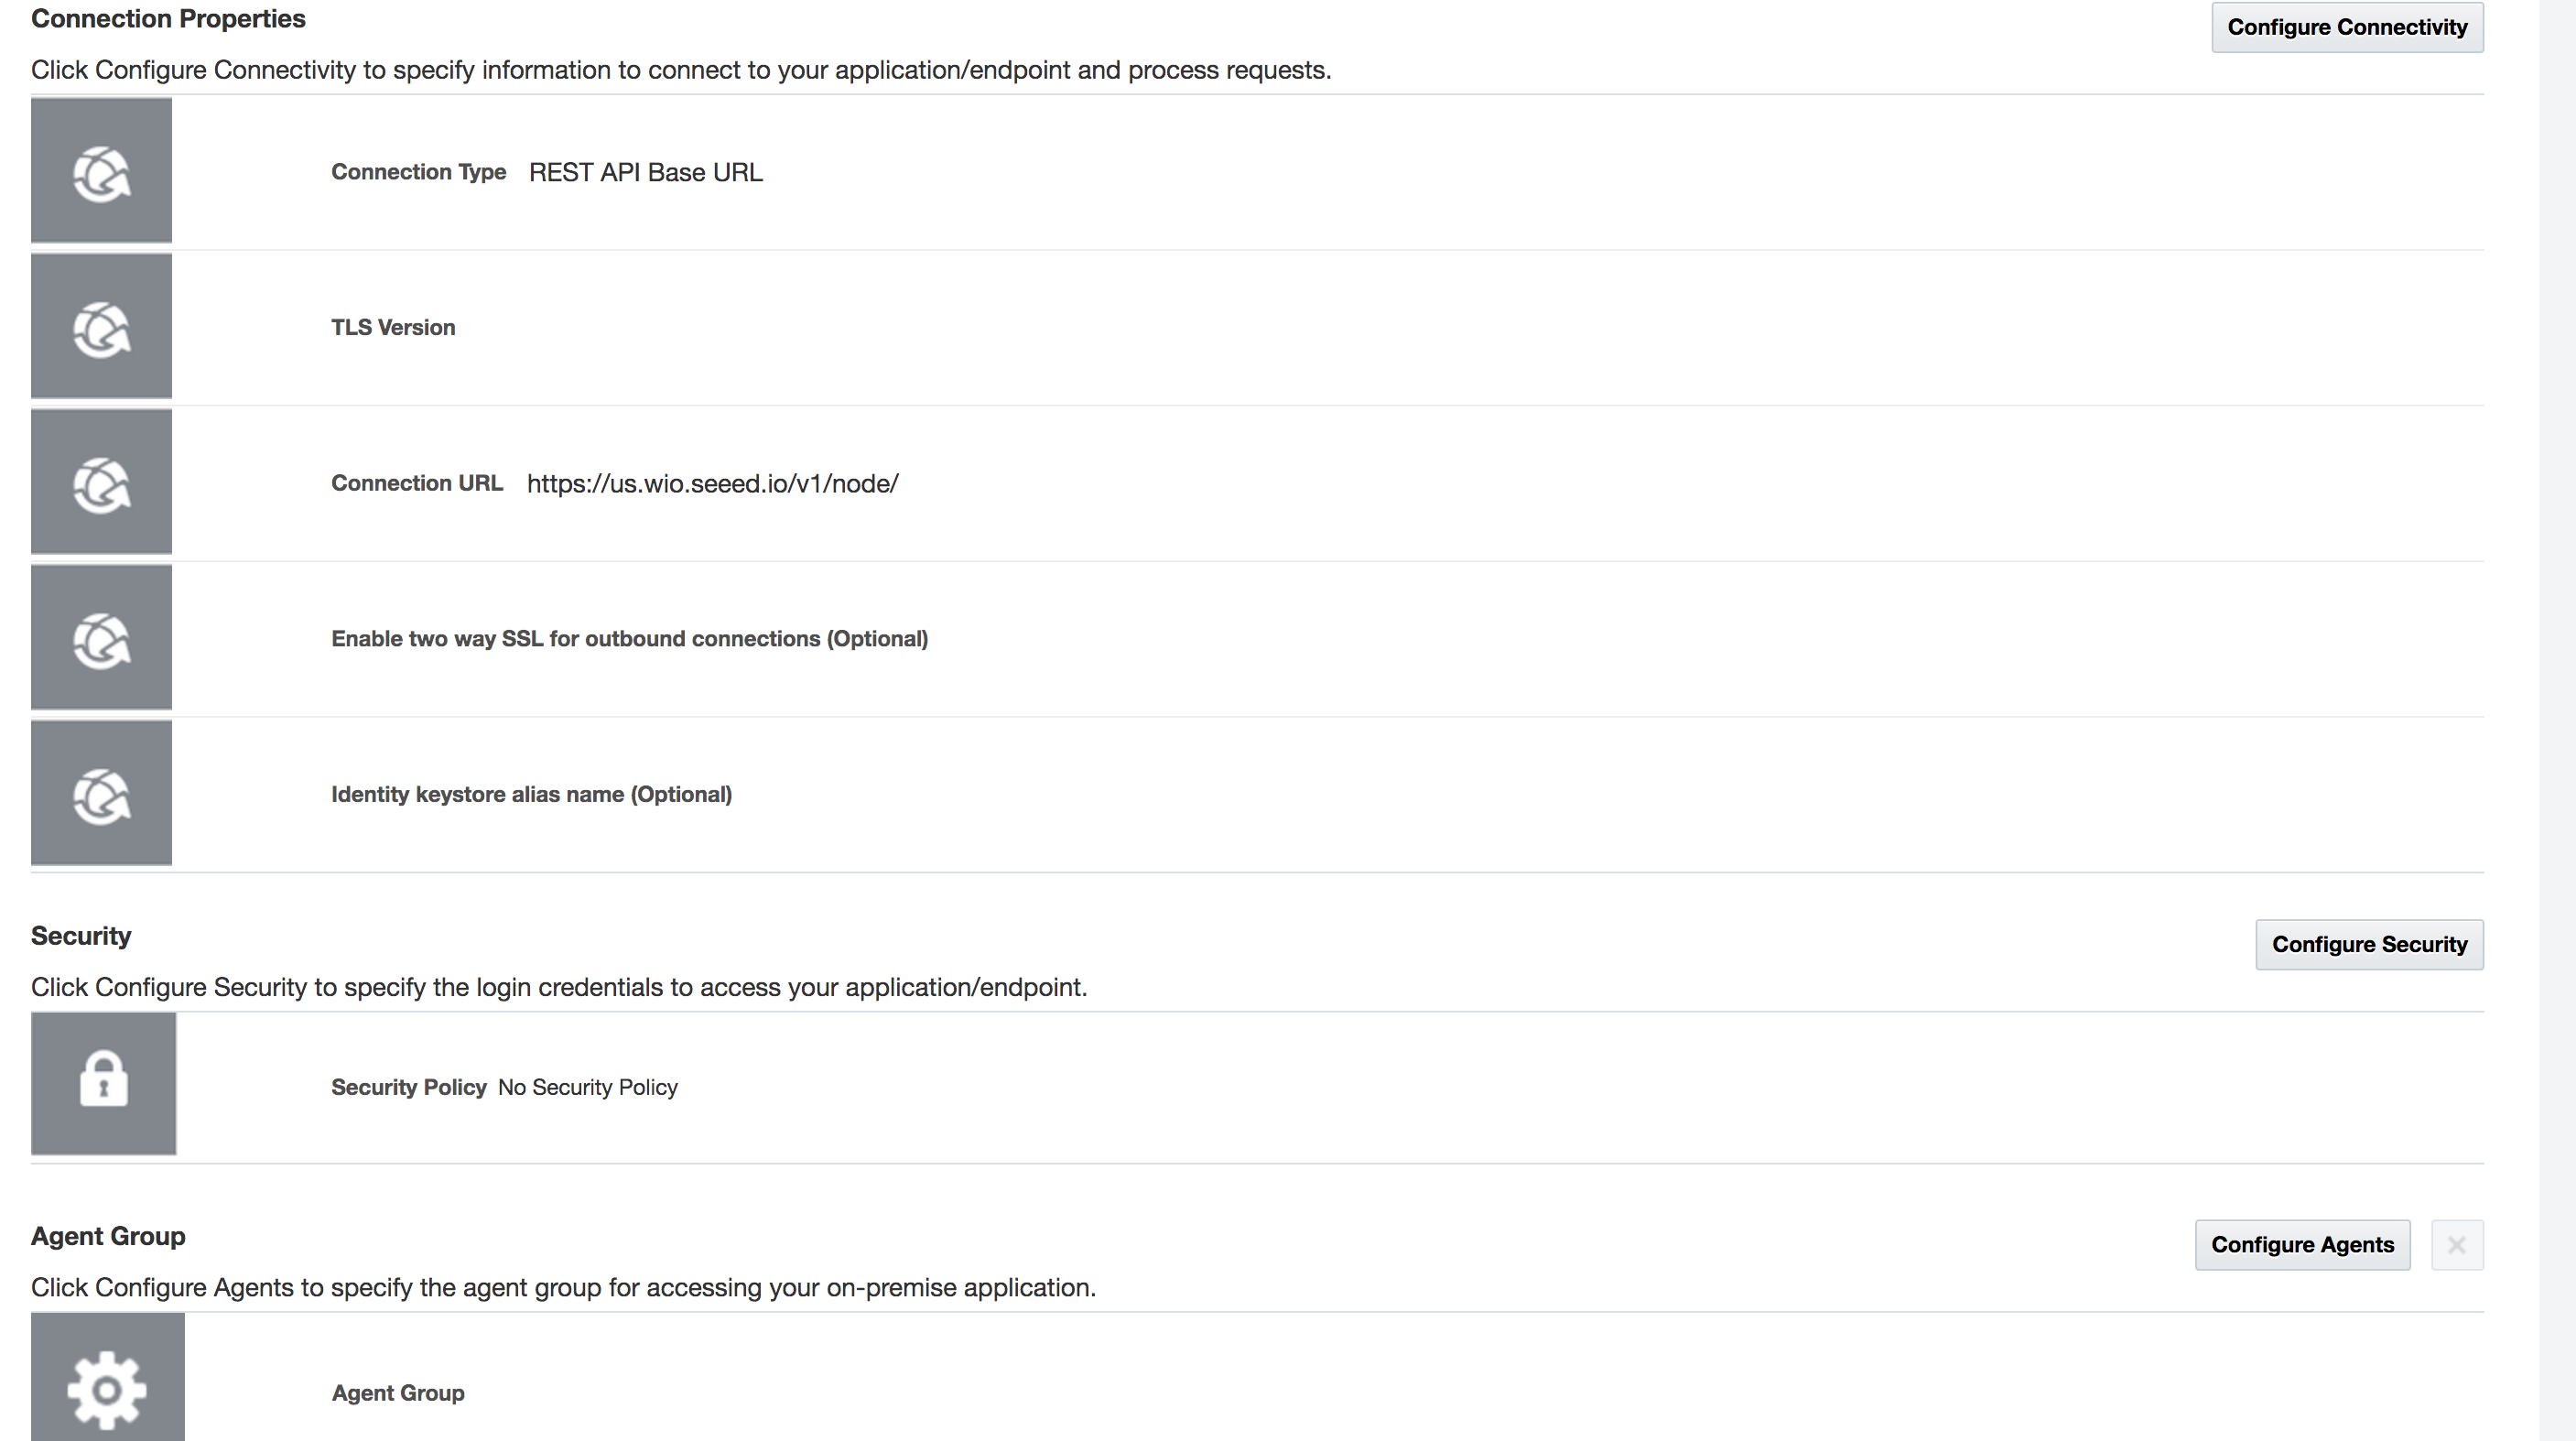 Connection Properties
Configure Connectivity
Click Configure Connectivity to specify information to connect to your application/endpoint and process requests.
Connection Type REST API Base URL
TLS Version
Connection URL https://us.wio.seeed.io/v1/node/
Enable two way SSL for outbound connections (Optional)
Identity keystore alias name (Optional)
Security
Configure Security
Click Configure Security to specify the login credentials to access your application/endpoint.
Security Policy No Security Policy
Agent Group
Configure Agents
Click Configure Agents to specify the agent group for accessing your on-premise application.
Agent Group